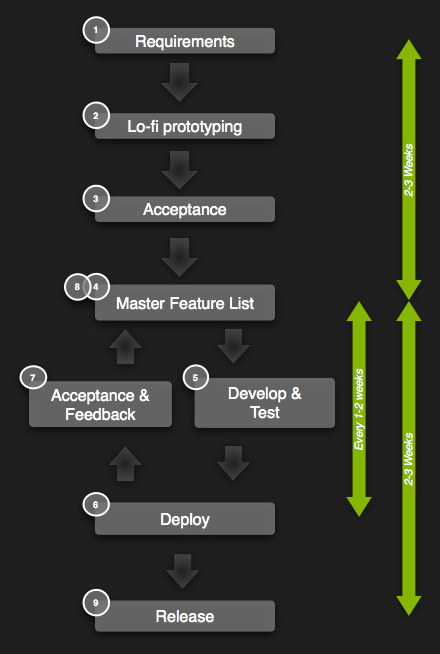 1
Requirements
2
Lo-fi prototyping
3
Acceptance
8
4
Master Feature List
7
Acceptance &
Feedback
5
Develop &
Test
6
Deploy
9
Release
2-3 Weeks
Every 1-2 weeks
2-3 Weeks